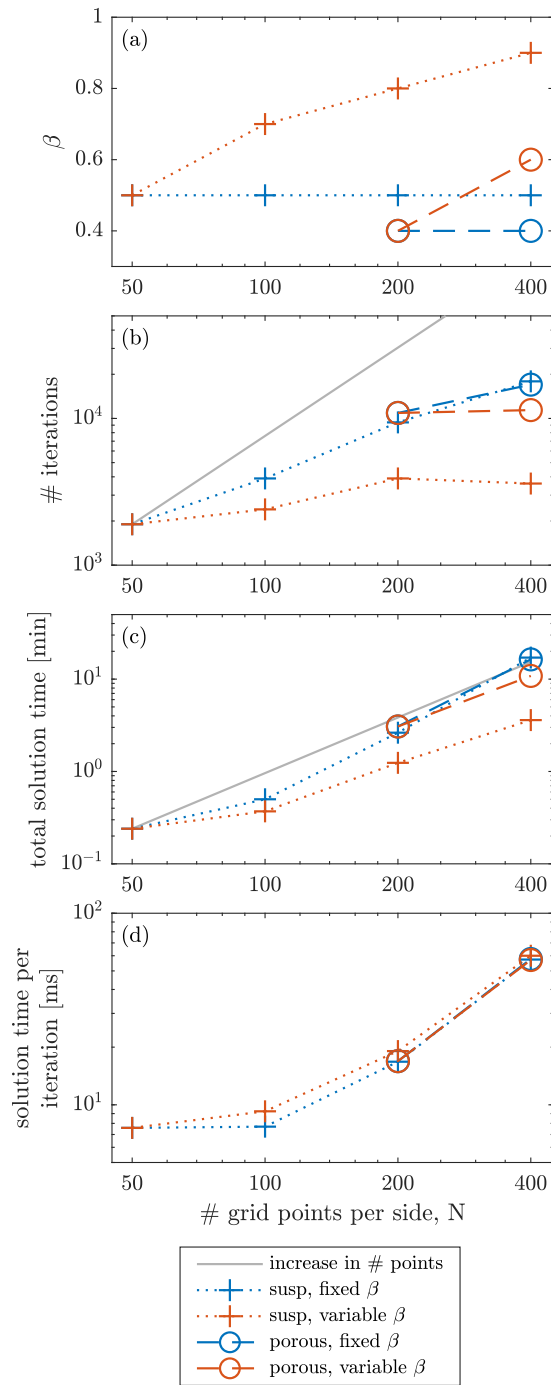 (a)
1
0.8
0.6
0.4
β
50 100 200 400
(b)
10^4
10^3
# iterations
50 100 200 400
(c)
10^1
10^0
10^-1
total solution time [min]
50 100 200 400
(d)
10^2
10^1
solution time per
iteration [ms]
50 100 200 400
# grid points per side, N
increase in # points
susp, fixed β
susp, variable β
porous, fixed β
porous, variable β